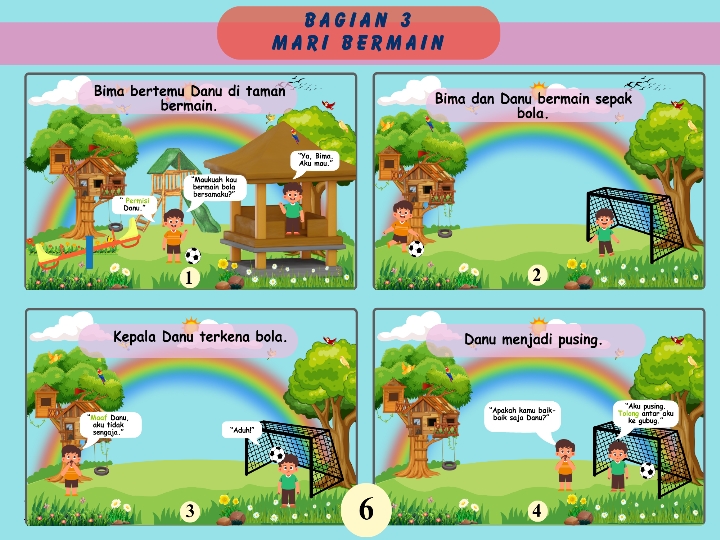 BAGIAN 3
MARI BERMAIN
Bima bertemu Danu di taman
bermain.
" Permisi
Danu."
"Maukuah kau
bermain bola
bersamaku?"
"Ya, Bima.
Aku mau."
1
Bima dan Danu bermain sepak
bola.
2
Kepala Danu terkena bola.
"Maaf Danu,
aku tidak
sengaja."
"Aduh!"
3
Danu menjadi pusing.
"Apakah kamu baik-
baik saja Danu?"
"Aku pusing.
Tolong antar aku
ke gubug."
4
6